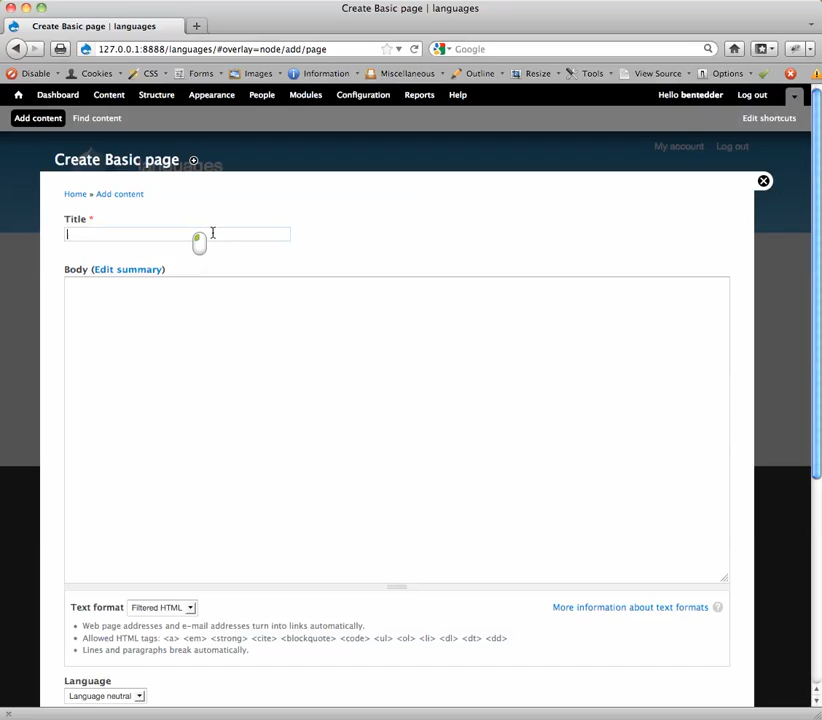 Create Basic page | languages
Create Basic page | languages
127.0.0.1:8888/languages/#overlay=node/add/page
Google
Disable Cookies CSS Forms Images Information Miscellaneous Outline Resize Tools View Source Options
Dashboard Content Structure Appearance People Modules Configuration Reports Help Hello bentedder Log out
Add content Find content Edit shortcuts
My account Log out
Create Basic page languages
Home » Add content
Title *
Body (Edit summary)
Text format Filtered HTML More information about text formats ?
• Web page addresses and e-mail addresses turn into links automatically.
• Allowed HTML tags: <a> <em> <strong> <cite> <blockquote> <code> <ul> <ol> <li> <dl> <dt> <dd>
• Lines and paragraphs break automatically.
Language
Language neutral